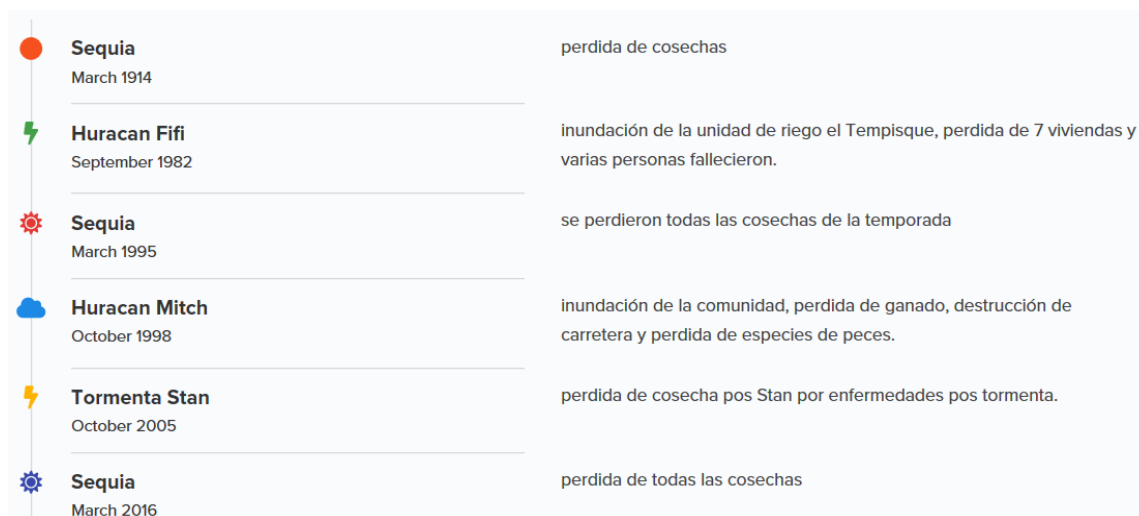 Sequia
March 1914
perdida de cosechas
Huracan Fifi
September 1982
inundación de la unidad de riego el Tempisque, perdida de 7 viviendas y
varias personas fallecieron.
Sequia
March 1995
se perdieron todas las cosechas de la temporada
Huracan Mitch
October 1998
inundación de la comunidad, perdida de ganado, destrucción de
carretera y perdida de especies de peces.
Tormenta Stan
October 2005
perdida de cosecha pos Stan por enfermedades pos tormenta.
Sequia
March 2016
perdida de todas las cosechas